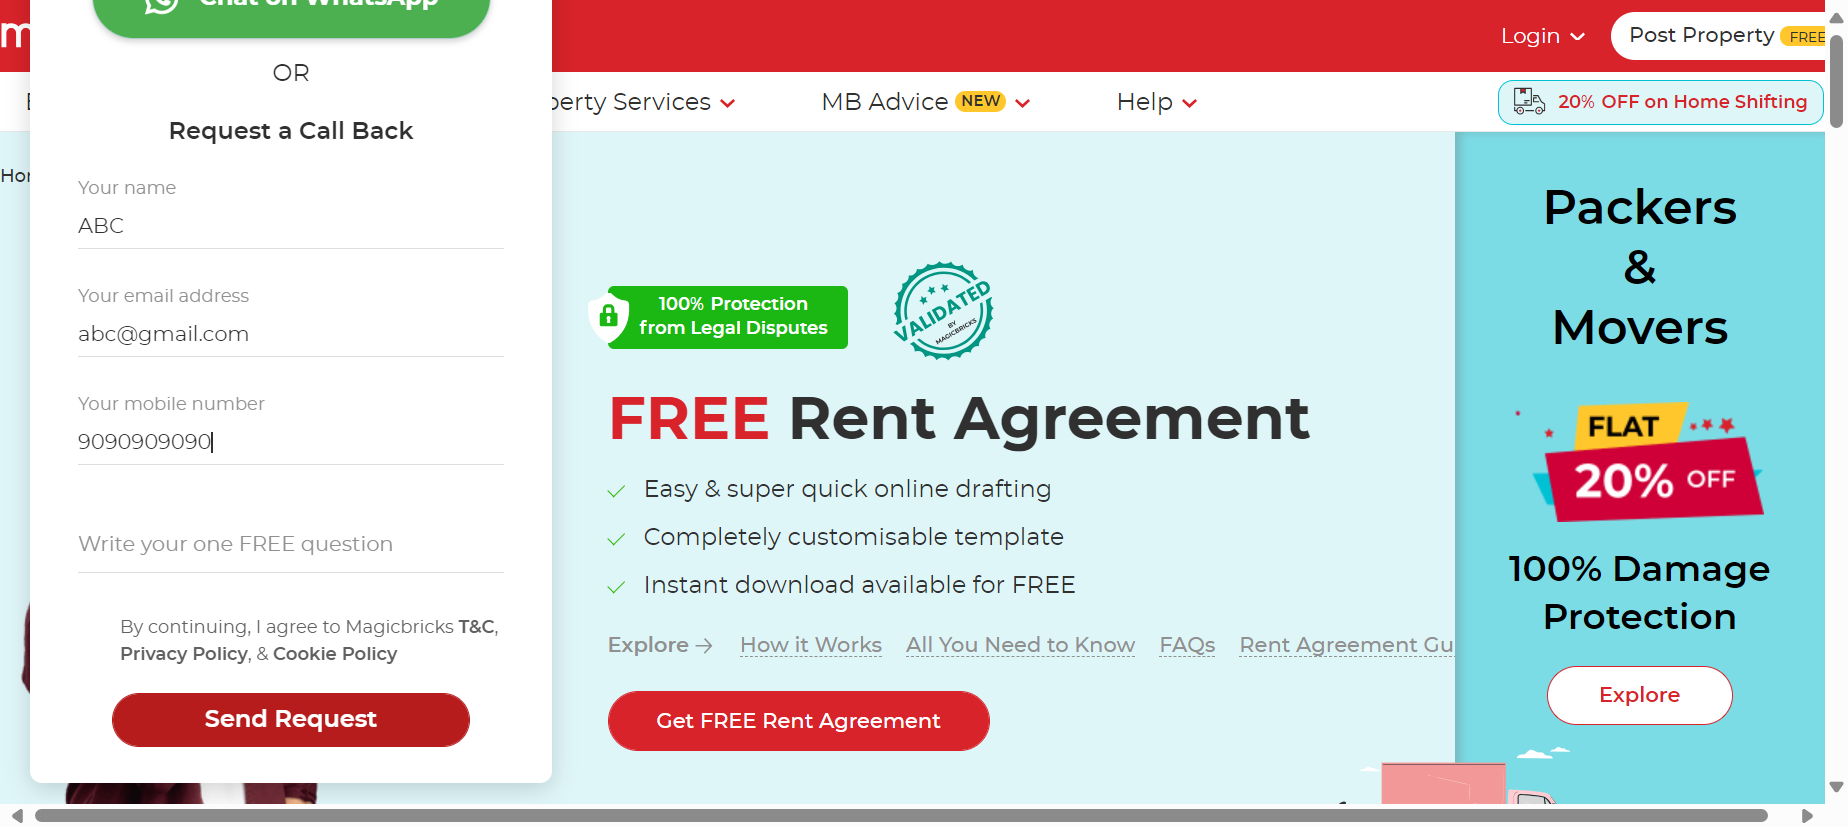 Chat on WhatsApp
OR
Request a Call Back
Your name
ABC
Your email address
abc@gmail.com
Your mobile number
9090909090
Write your one FREE question
By continuing, I agree to Magicbricks T&C,
Privacy Policy, & Cookie Policy
Send Request
Login
Post Property FREE
Services
MB Advice NEW
Help
20% OFF on Home Shifting
100% Protection
from Legal Disputes
VALIDATED
BY
MAGICBRICKS
FREE Rent Agreement
Easy & super quick online drafting
Completely customisable template
Instant download available for FREE
Explore → How it Works All You Need to Know FAQs Rent Agreement
Get FREE Rent Agreement
Packers
&
Movers
FLAT
20% OFF
100% Damage
Protection
Explore